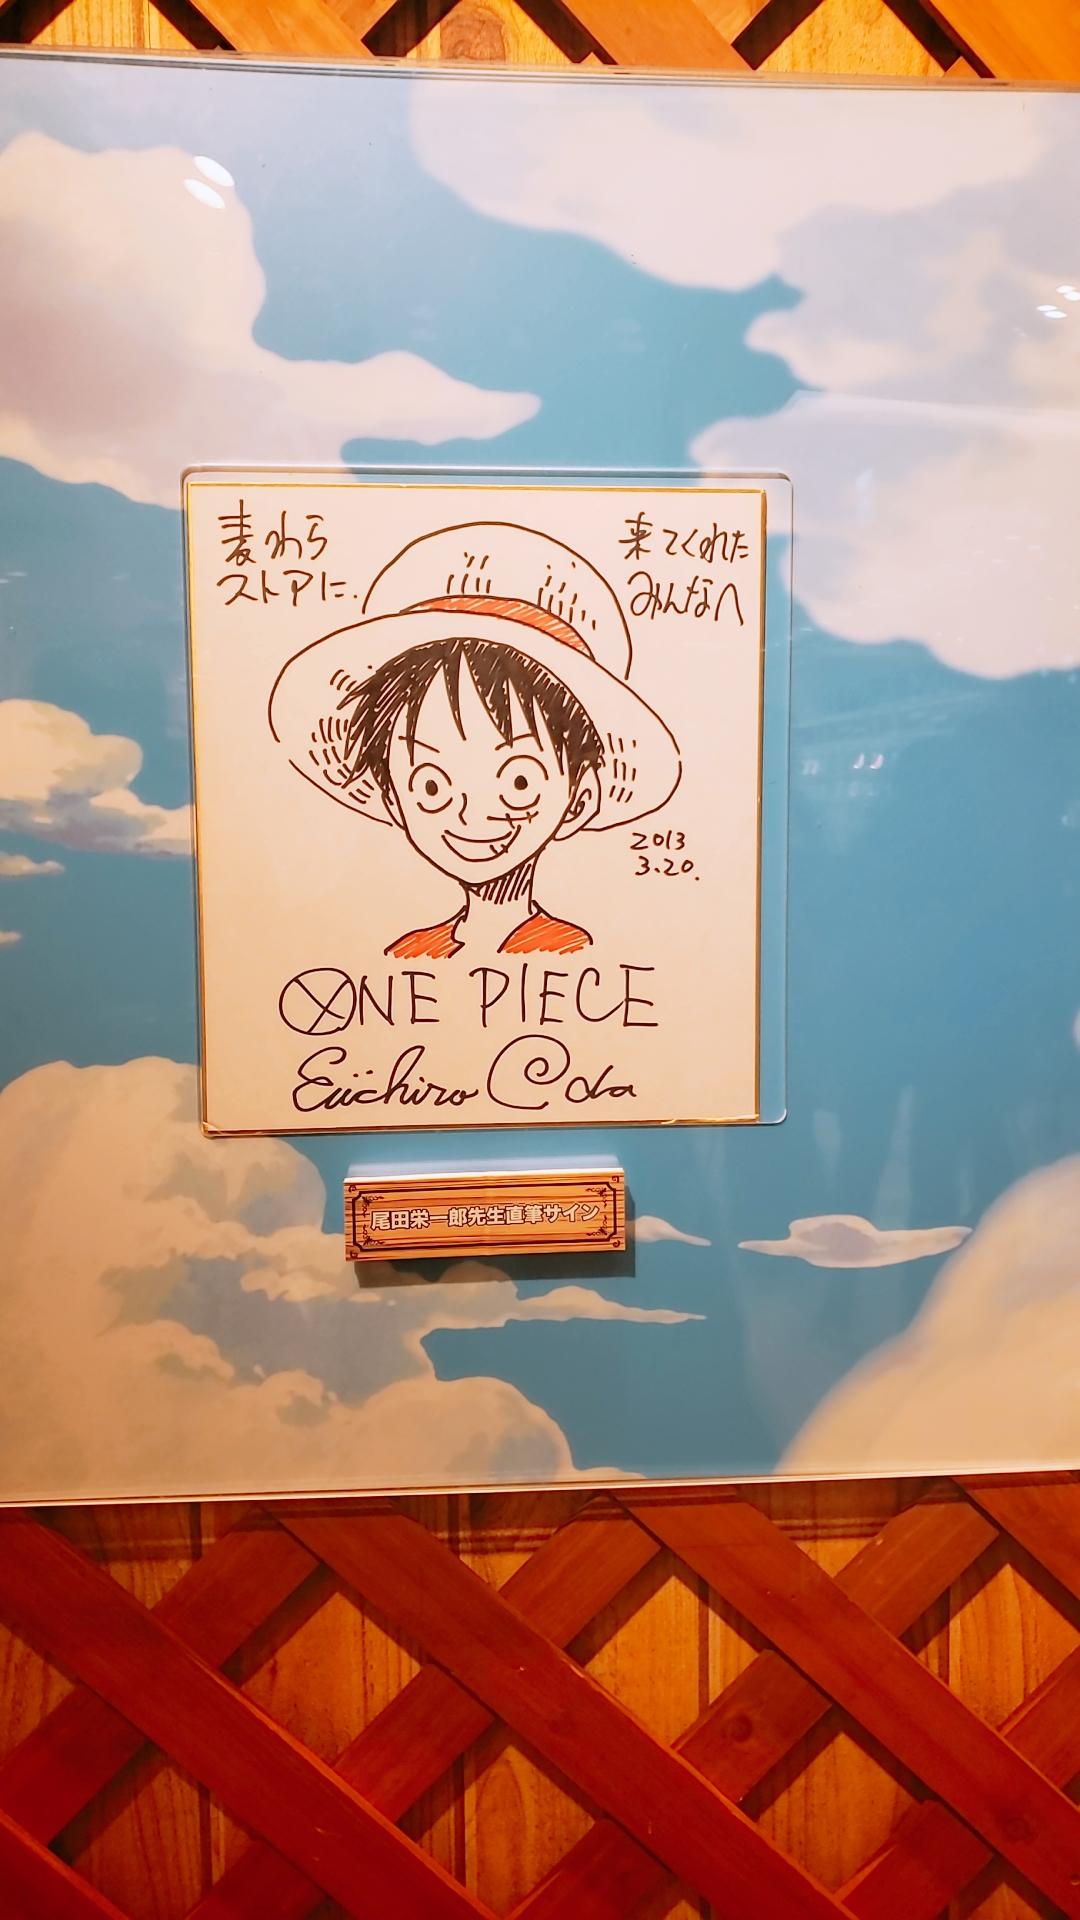 麦わら
ストアに.
来てくれた
みんなへ
2013
3.20.
ONE PIECE
Eiichiro Oda
尾田栄一郎先生直筆サイン